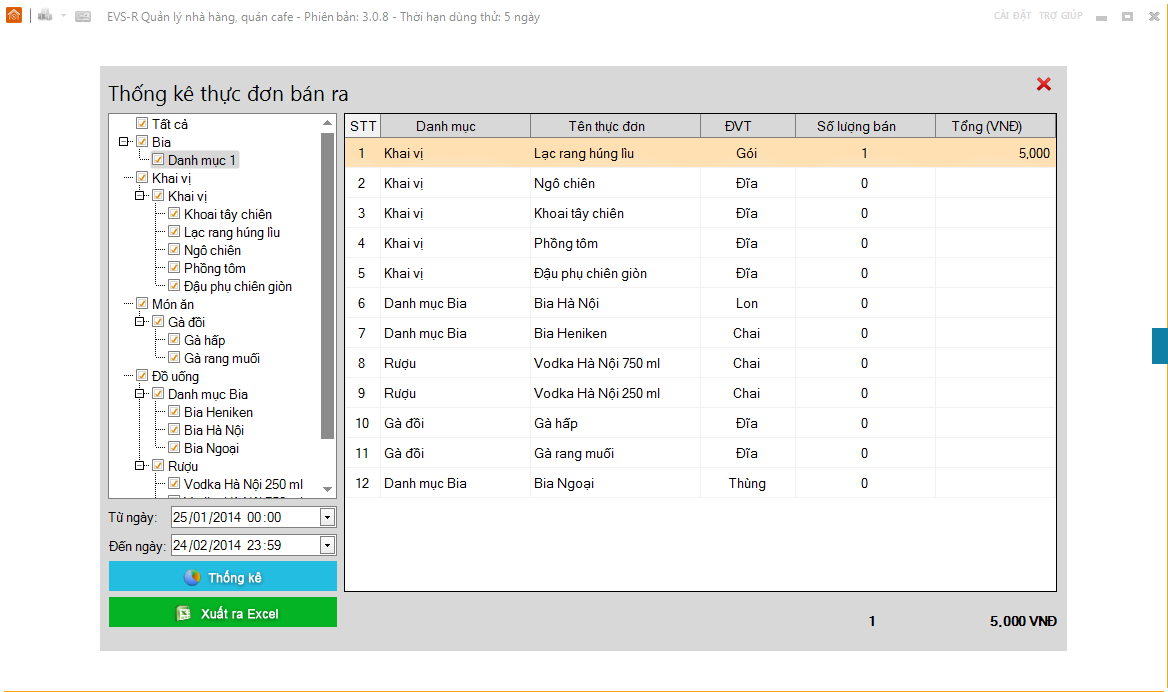 EVS-R Quản lý nhà hàng, quán cafe - Phiên bản: 3.0.8 - Thời hạn dùng thử: 5 ngày
CÀI ĐẶT TRỢ GIÚP
Thống kê thực đơn bán ra
Tất cả
Bia
Danh mục 1
Khai vị
Khai vị
Khoai tây chiên
Lạc rang húng lìu
Ngô chiên
Phồng tôm
Đậu phụ chiên giòn
Món ăn
Gà đồi
Gà hấp
Gà rang muối
Đồ uống
Danh mục Bia
Bia Heniken
Bia Hà Nội
Bia Ngoại
Rượu
Vodka Hà Nội 250 ml
Từ ngày: 25/01/2014 00:00
Đến ngày: 24/02/2014 23:59
Thống kê
Xuất ra Excel
STT Danh mục Tên thực đơn ĐVT Số lượng bán Tổng (VNĐ)
1 Khai vị Lạc rang húng lìu Gói 1 5,000
2 Khai vị Ngô chiên Đĩa 0
3 Khai vị Khoai tây chiên Đĩa 0
4 Khai vị Phồng tôm Đĩa 0
5 Khai vị Đậu phụ chiên giòn Đĩa 0
6 Danh mục Bia Bia Hà Nội Lon 0
7 Danh mục Bia Bia Heniken Chai 0
8 Rượu Vodka Hà Nội 750 ml Chai 0
9 Rượu Vodka Hà Nội 250 ml Chai 0
10 Gà đồi Gà hấp Đĩa 0
11 Gà đồi Gà rang muối Đĩa 0
12 Danh mục Bia Bia Ngoại Thùng 0
1 5,000 VNĐ